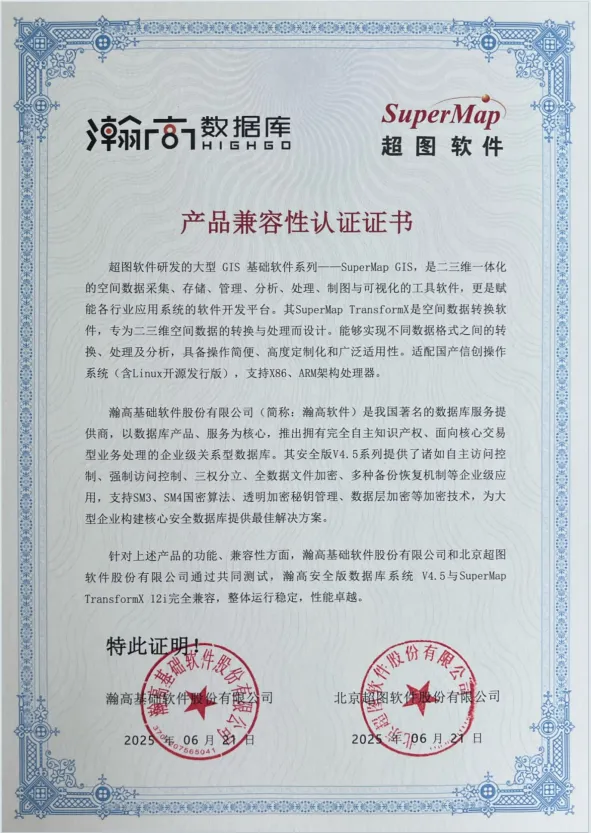 瀚高 数据库
HIGHGO
SuperMap
超图软件
产品兼容性认证证书
超图软件研发的大型 GIS 基础软件系列——SuperMap GIS，是二三维一体化
的空间数据采集、存储、管理、分析、处理、制图与可视化的工具软件，更是赋
能各行业应用系统的软件开发平台。其SuperMap TransformX是空间数据转换软
件，专为二三维空间数据的转换与处理而设计。能够实现不同数据格式之间的转
换、处理及分析，具备操作简便、高度定制化和广泛适用性。适配国产信创操作
系统（含Linux开源发行版），支持X86、ARM架构处理器。
瀚高基础软件股份有限公司（简称：瀚高软件）是我国著名的数据库服务提
供商，以数据库产品、服务为核心，推出拥有完全自主知识产权、面向核心交易
型业务处理的企业级关系型数据库。其安全版V4.5系列提供了诸如自主访问控
制、强制访问控制、三权分立、全数据文件加密、多种备份恢复机制等企业级应
用，支持SM3、SM4国密算法、透明加密秘钥管理、数据层加密等加密技术，为大
型企业构建核心安全数据库提供最佳解决方案。
针对上述产品的功能、兼容性方面，瀚高基础软件股份有限公司和北京超图
软件股份有限公司通过共同测试，瀚高安全版数据库系统 V4.5与SuperMap
TransformX 12i完全兼容，整体运行稳定，性能卓越。
特此证明！
瀚高基础软件股份有限公司
北京超图软件股份有限公司
2025 年 06 月 21 日
2025 年 06 月 21 日
瀚高基础软件股份有限公司
北京超图软件股份有限公司